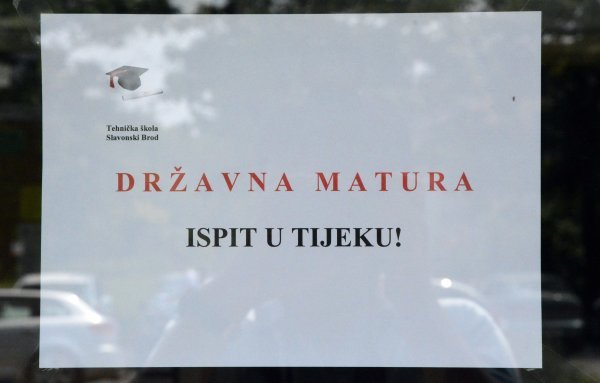 Tehnička škola
Slavonski Brod
DRŽAVNA MATURA
ISPIT U TIJEKU!